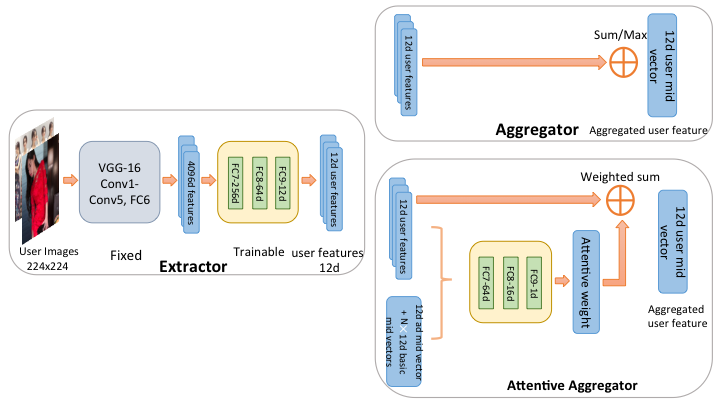 VGG-16
Conv1-
Conv5, FC6
4096d features
FC7-256d
FC8-64d
FC9-12d
12d user features
User Images
224x224
Fixed
Trainable
user features
12d
Extractor
12d user features
Sum/Max
12d user mid
vector
Aggregator
Aggregated user feature
12d user features
Weighted sum
12d user mid
vector
FC7-64d
FC8-16d
FC9-1d
Attentive weight
12d ad mid vector
+ N × 12d basic
mid vectors
Aggregated
user feature
Attentive Aggregator